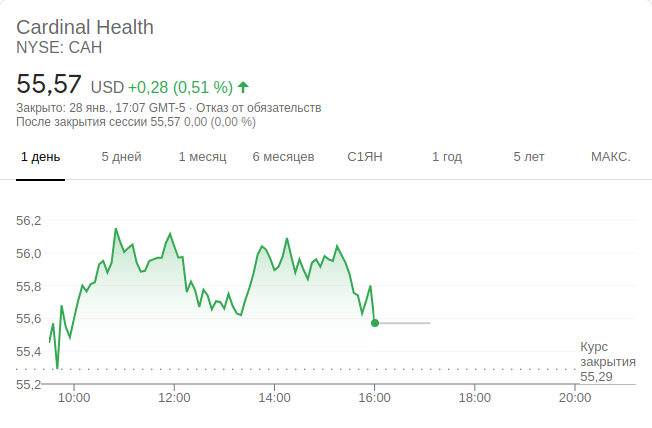 Cardinal Health
NYSE: CAH
55,57 USD +0,28 (0,51 %)
Закрыто: 28 янв., 17:07 GMT-5 · Отказ от обязательств
После закрытия сессии 55,57 0,00 (0,00 %)
1 день 5 дней 1 месяц 6 месяцев С1ЯН 1 год 5 лет МАКС.
56,2
56,0
55,8
55,6
55,4
55,2
Курс
закрытия
55,29
10:00 12:00 14:00 16:00 18:00 20:00